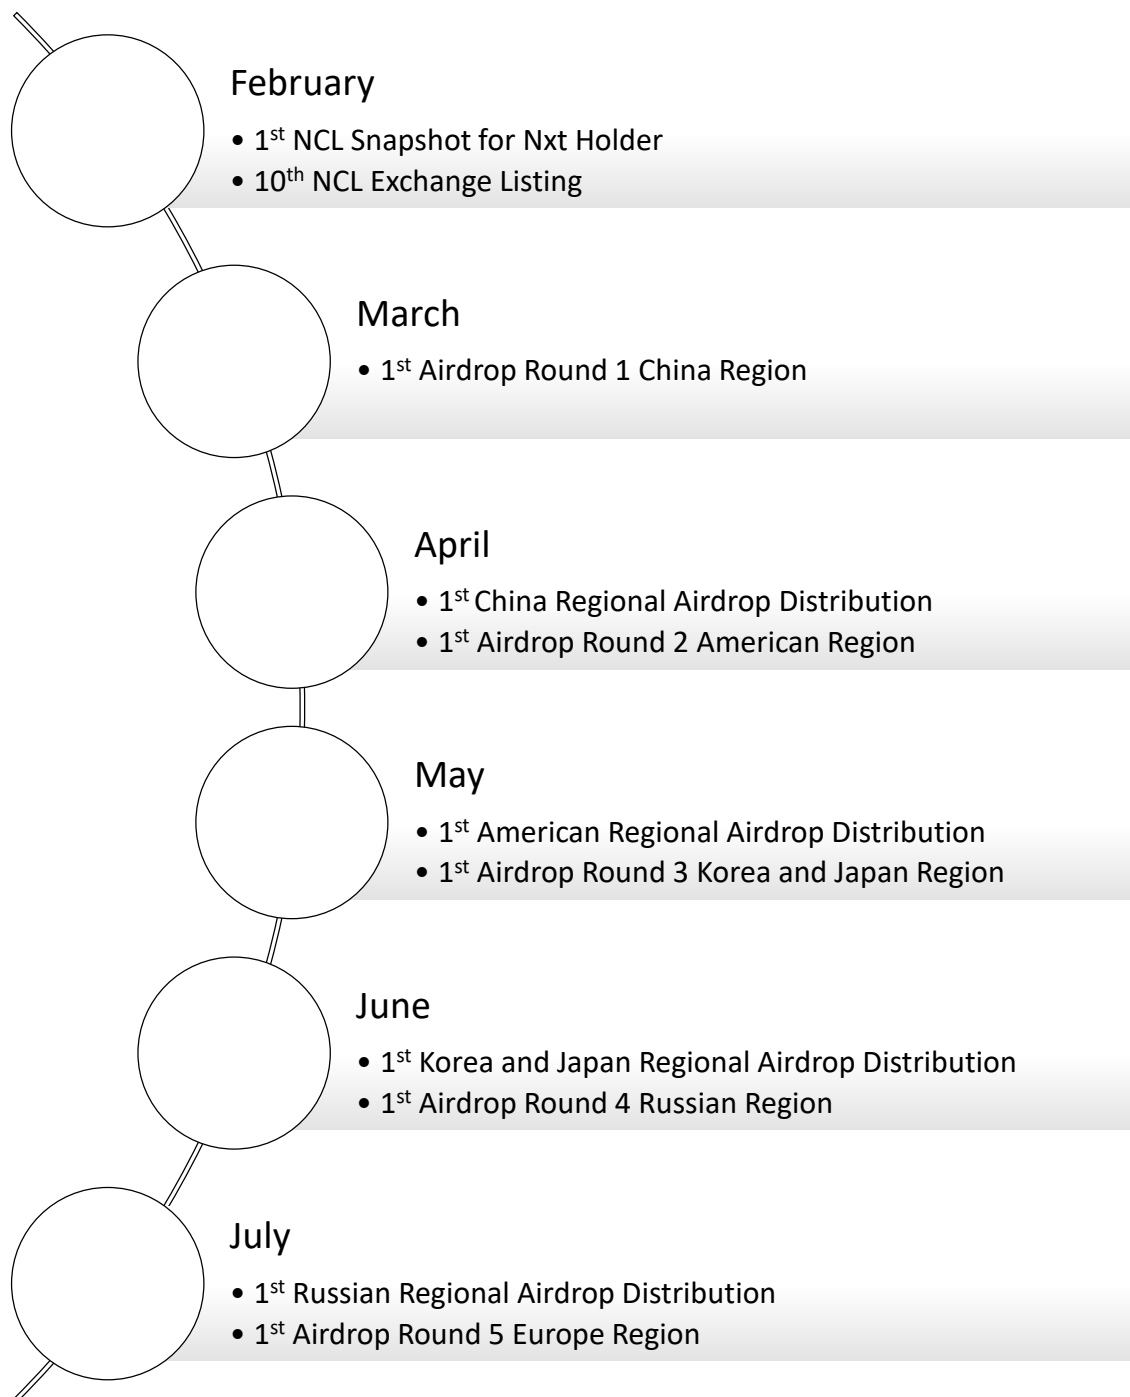 February
• 1st NCL Snapshot for Nxt Holder
• 10th NCL Exchange Listing
March
• 1st Airdrop Round 1 China Region
April
• 1st China Regional Airdrop Distribution
• 1st Airdrop Round 2 American Region
May
• 1st American Regional Airdrop Distribution
• 1st Airdrop Round 3 Korea and Japan Region
June
• 1st Korea and Japan Regional Airdrop Distribution
• 1st Airdrop Round 4 Russian Region
July
• 1st Russian Regional Airdrop Distribution
• 1st Airdrop Round 5 Europe Region